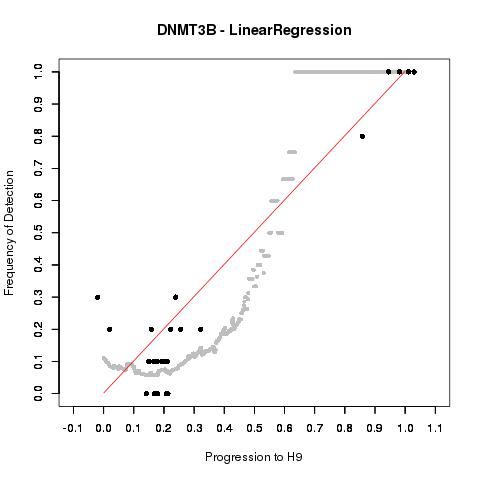 DNMT3B - LinearRegression
Frequency of Detection
1.0
0.9
0.8
0.7
0.6
0.5
0.4
0.3
0.2
0.1
0.0
-0.1 0.0 0.1 0.2 0.3 0.4 0.5 0.6 0.7 0.8 0.9 1.0 1.1
Progression to H9